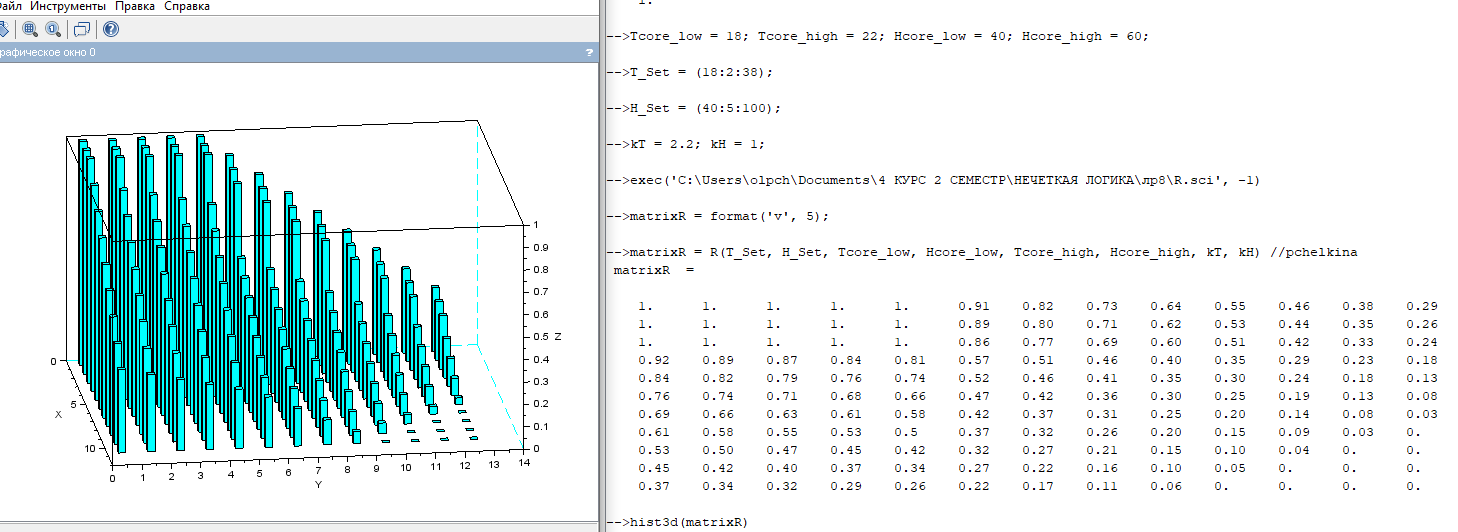 айл Инструменты Правка Справка
рафическое окно 0 ?
1
0.9
0.8
0.7
0.6
0.5 Z
0.4
0.3
0.2
0.1
0
0
X 5
10
0 1 2 3 4 5 6 7 8 9 10 11 12 13 14
Y
1.
-->Tcore_low = 18; Tcore_high = 22; Hcore_low = 40; Hcore_high = 60;
-->T_Set = (18:2:38);
-->H_Set = (40:5:100);
-->kT = 2.2; kH = 1;
-->exec('C:\Users\olpch\Documents\4 КУРС 2 СЕМЕСТР\НЕЧЕТКАЯ ЛОГИКА\лр8\R.sci', -1)
-->matrixR = format('v', 5);
-->matrixR = R(T_Set, H_Set, Tcore_low, Hcore_low, Tcore_high, Hcore_high, kT, kH) //pchelkina
matrixR =
1. 1. 1. 1. 1. 0.91 0.82 0.73 0.64 0.55 0.46 0.38 0.29
1. 1. 1. 1. 1. 0.89 0.80 0.71 0.62 0.53 0.44 0.35 0.26
1. 1. 1. 1. 1. 0.86 0.77 0.69 0.60 0.51 0.42 0.33 0.24
0.92 0.89 0.87 0.84 0.81 0.57 0.51 0.46 0.40 0.35 0.29 0.23 0.18
0.84 0.82 0.79 0.76 0.74 0.52 0.46 0.41 0.35 0.30 0.24 0.18 0.13
0.76 0.74 0.71 0.68 0.66 0.47 0.42 0.36 0.30 0.25 0.19 0.13 0.08
0.69 0.66 0.63 0.61 0.58 0.42 0.37 0.31 0.25 0.20 0.14 0.08 0.03
0.61 0.58 0.55 0.53 0.5 0.37 0.32 0.26 0.20 0.15 0.09 0.03 0.
0.53 0.50 0.47 0.45 0.42 0.32 0.27 0.21 0.15 0.10 0.04 0. 0.
0.45 0.42 0.40 0.37 0.34 0.27 0.22 0.16 0.10 0.05 0. 0. 0.
0.37 0.34 0.32 0.29 0.26 0.22 0.17 0.11 0.06 0. 0. 0. 0.
-->hist3d(matrixR)